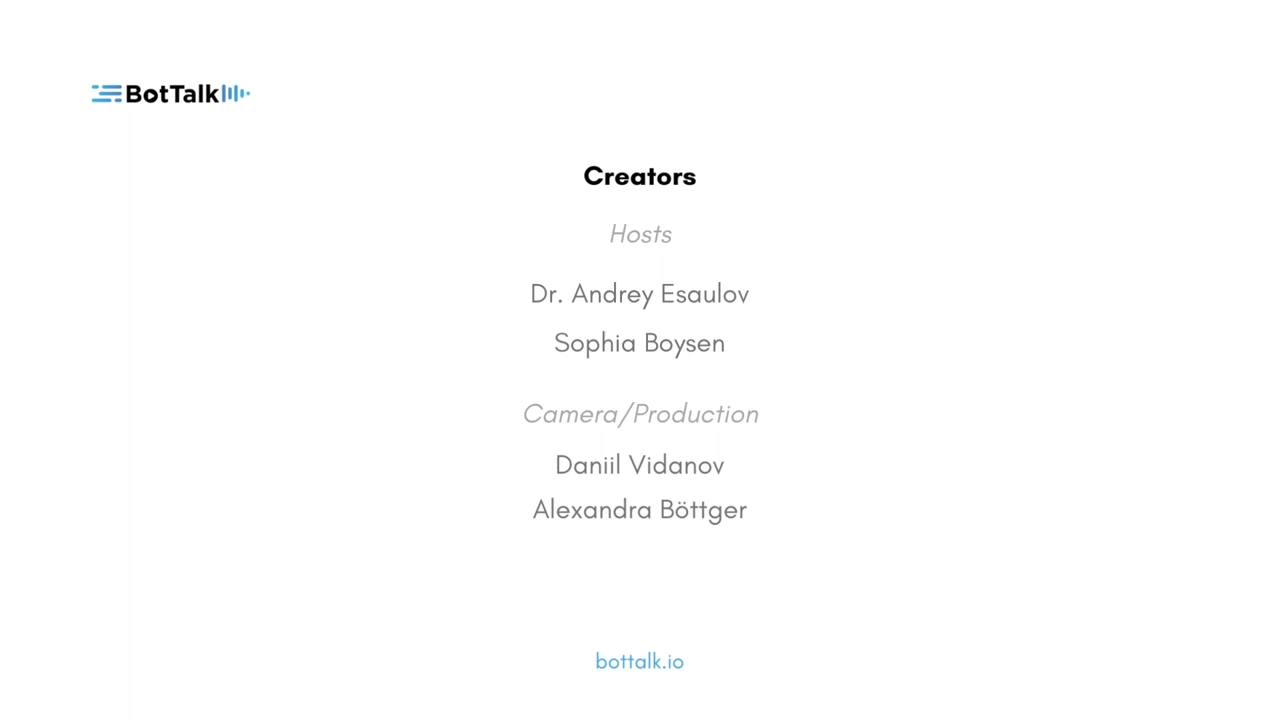 BotTalk
Creators
Hosts
Dr. Andrey Esaulov
Sophia Boysen
Camera/Production
Daniil Vidanov
Alexandra Böttger
bottalk.io